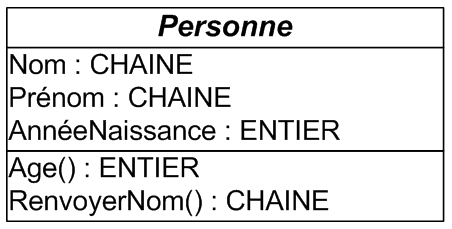 Personne
Nom : CHAINE
Prénom : CHAINE
AnnéeNaissance : ENTIER
Age() : ENTIER
RenvoyerNom() : CHAINE